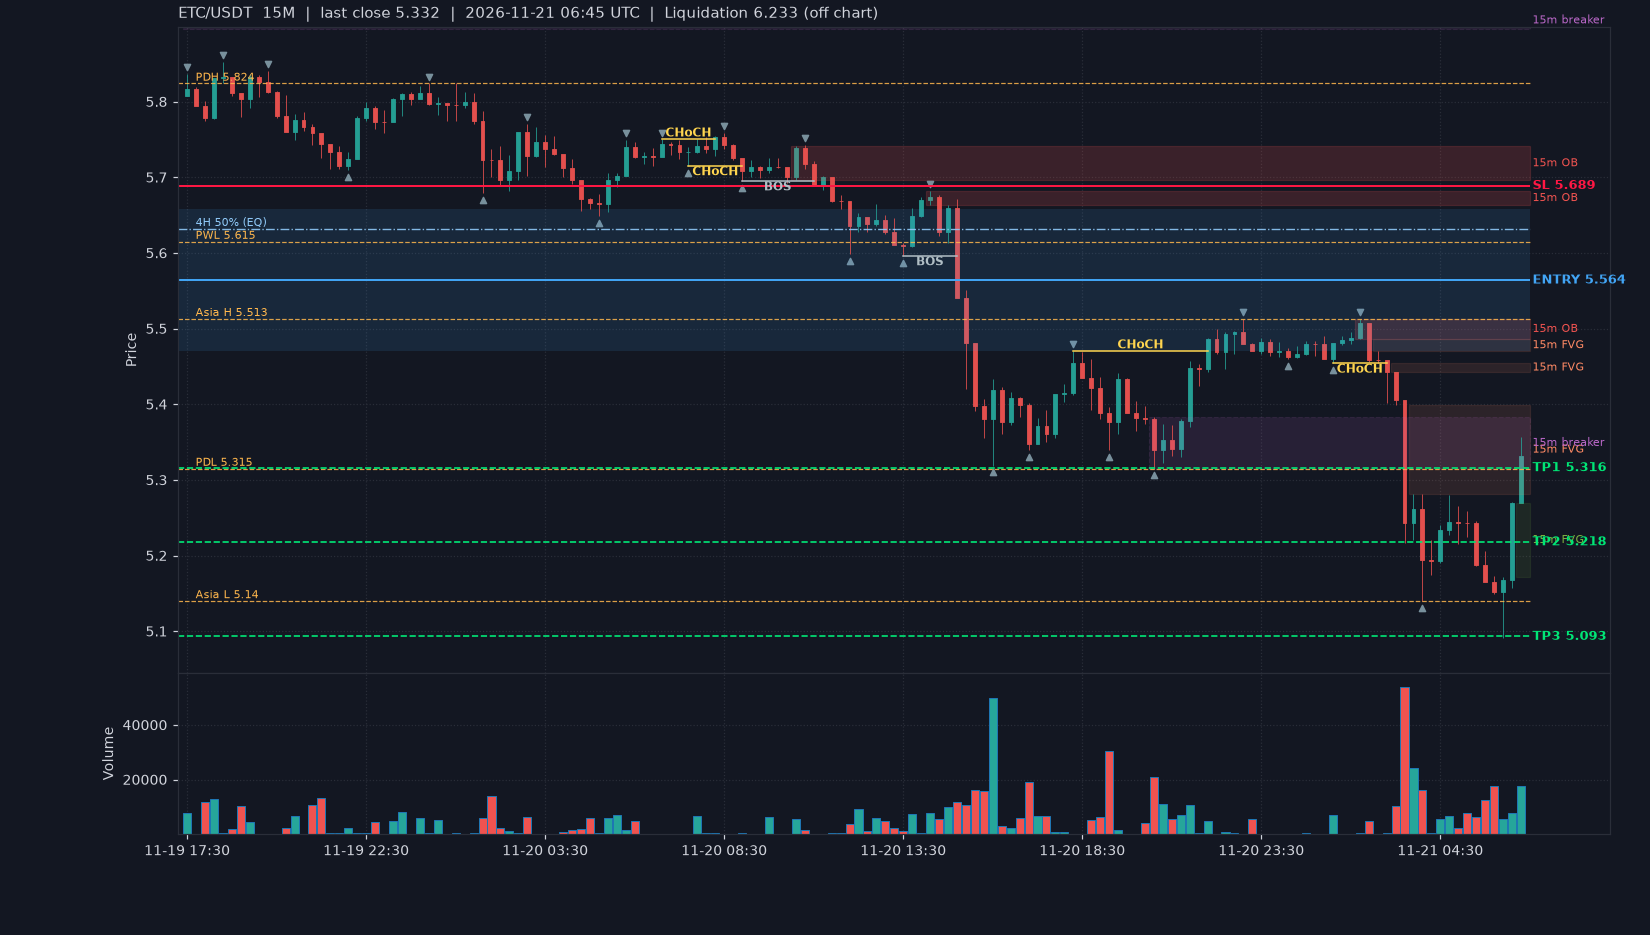 ETC/USDT 15M | last close 5.332 | 2026-11-21 06:45 UTC | Liquidation 6.233 (off chart)
15m breaker
PDH 5.824
5.8
CHoCH
15m OB
CHoCH
5.7
BOS
SL 5.689
15m OB
4H 50% (EQ)
PWL 5.615
5.6
BOS
ENTRY 5.564
Asia H 5.513
5.5
15m OB
CHoCH
15m FVG
Price
CHoCH
15m FVG
5.4
15m breaker
15m FVG
PDL 5.315
TP1 5.316
5.3
15m FVG
TP2 5.218
5.2
Asia L 5.14
5.1
TP3 5.093
40000
Volume
20000
11-19 17:30
11-19 22:30
11-20 03:30
11-20 08:30
11-20 13:30
11-20 18:30
11-20 23:30
11-21 04:30